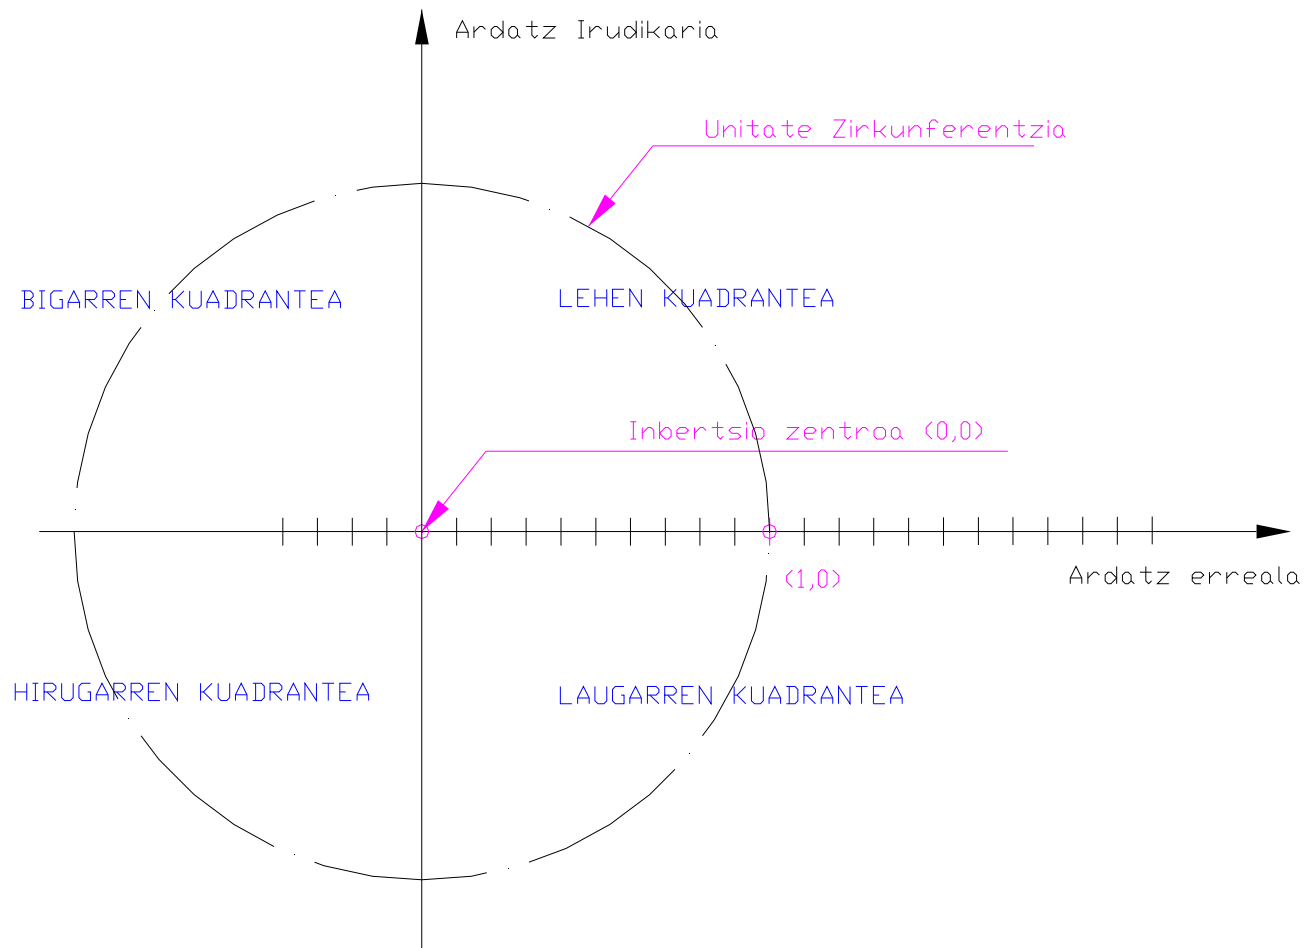 Ardatz Irudikaria
Unitate Zirkunferentzia
BIGARREN KUADRANTEA
LEHEN KUADRANTEA
Inbertsio zentroa (0,0)
(1,0)
Ardatz erreala
HIRUGARREN KUADRANTEA
LAUGARREN KUADRANTEA